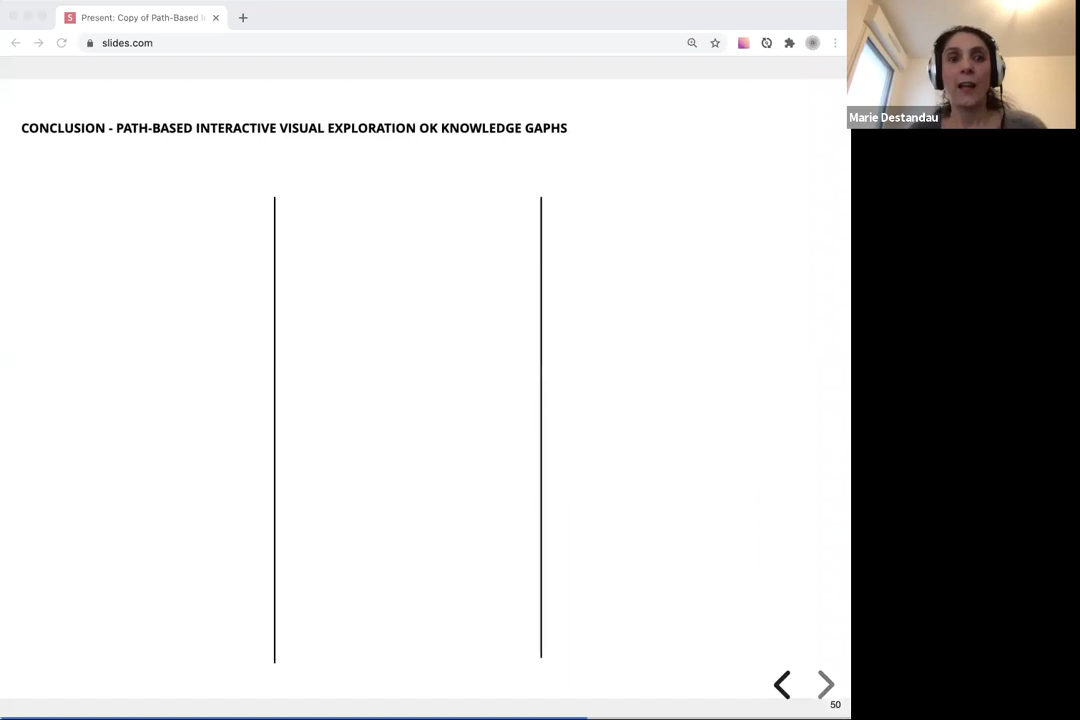 Present: Copy of Path-Based I
slides.com
Marie Destandau
CONCLUSION - PATH-BASED INTERACTIVE VISUAL EXPLORATION OK KNOWLEDGE GAPHS
50